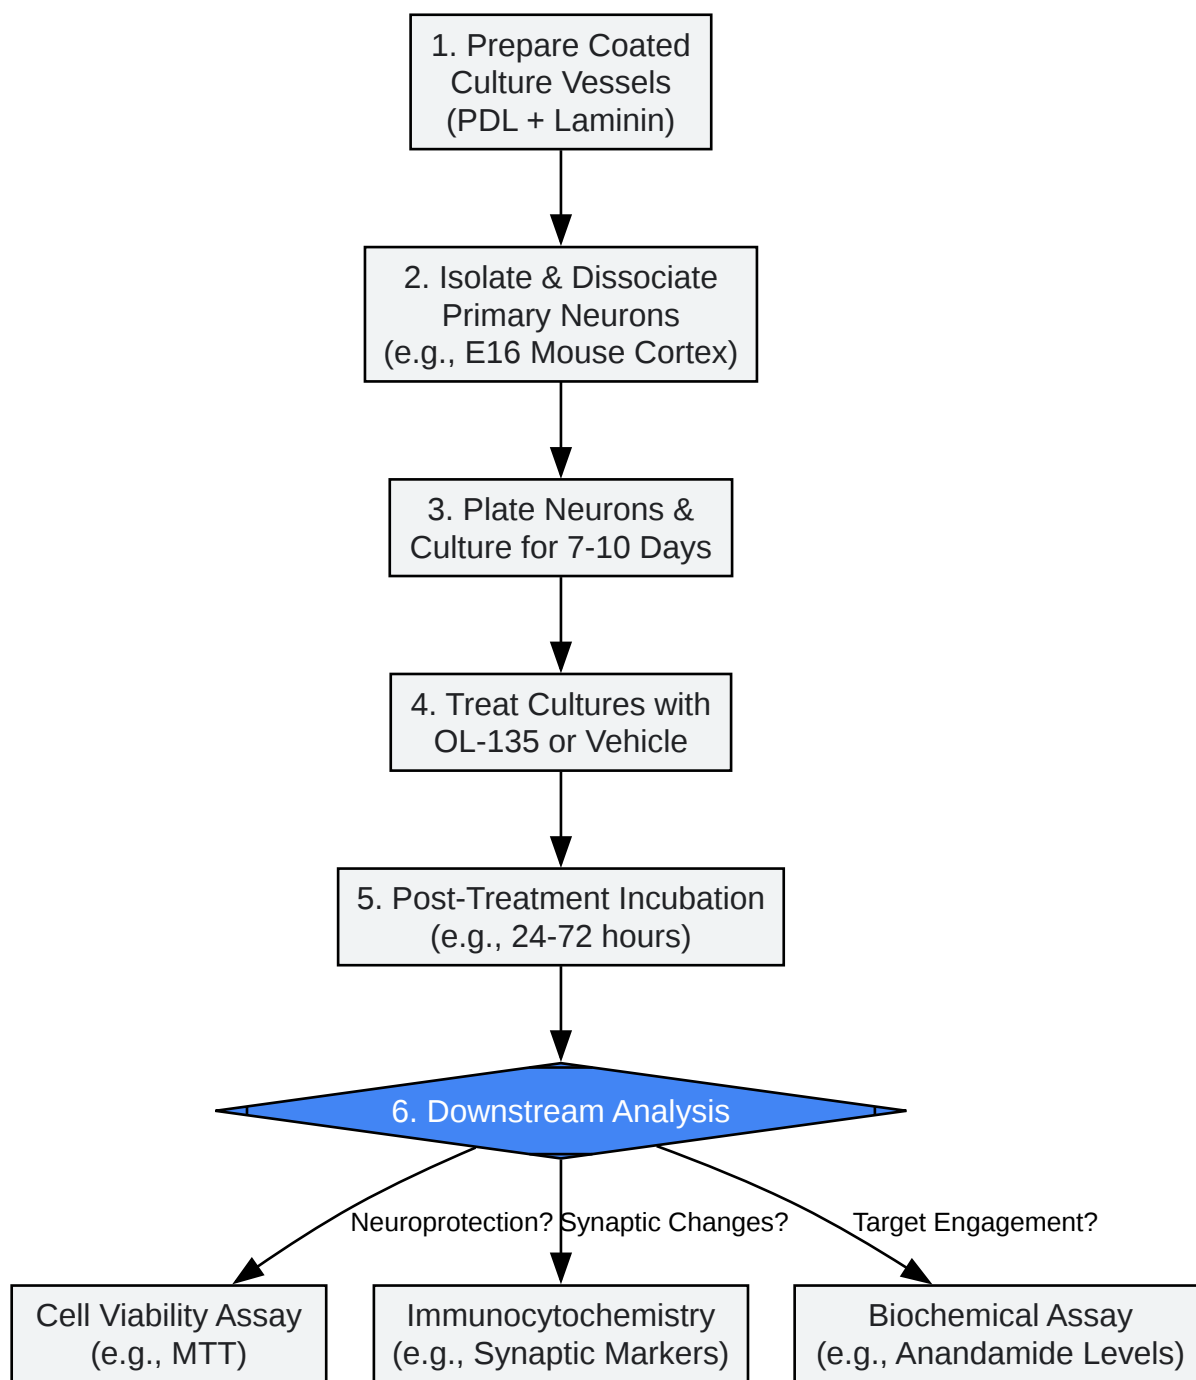 1. Prepare Coated
Culture Vessels
(PDL + Laminin)
2. Isolate & Dissociate
Primary Neurons
(e.g., E16 Mouse Cortex)
3. Plate Neurons &
Culture for 7-10 Days
4. Treat Cultures with
OL-135 or Vehicle
5. Post-Treatment Incubation
(e.g., 24-72 hours)
6. Downstream Analysis
Neuroprotection?
Synaptic Changes?
Target Engagement?
Cell Viability Assay
(e.g., MTT)
Immunocytochemistry
(e.g., Synaptic Markers)
Biochemical Assay
(e.g., Anandamide Levels)